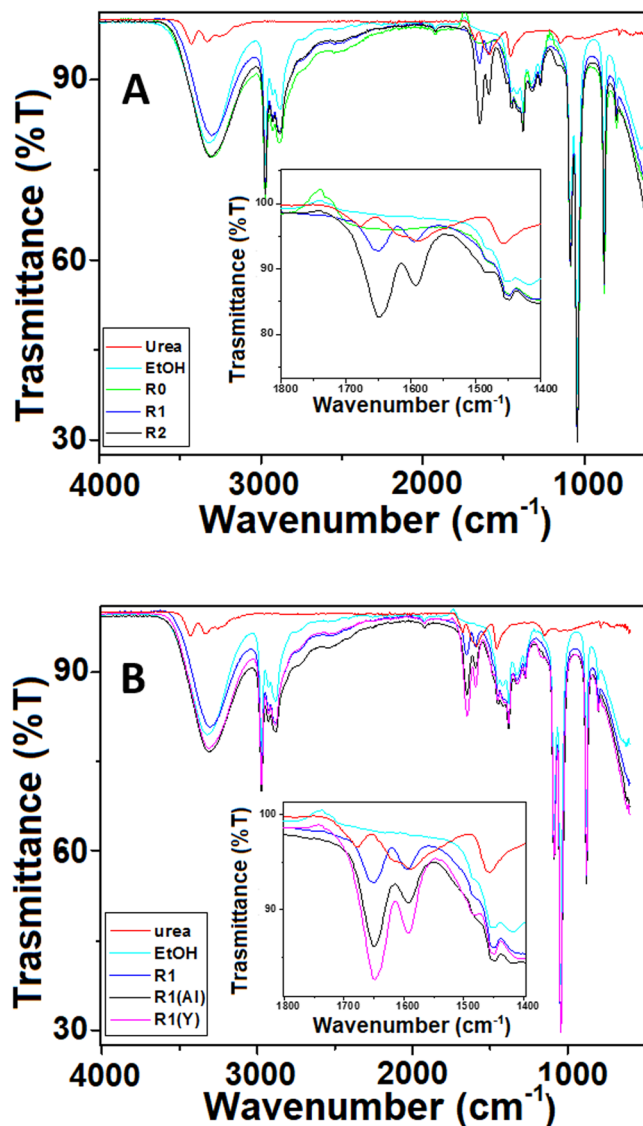 A
Trasmittance (%T)
90
60
30
4000 3000 2000 1000
Wavenumber (cm-1)
Urea
EtOH
R0
R1
R2
Trasmittance (%T)
100
95
90
85
80
1800 1700 1600 1500 1400
Wavenumber (cm-1)
B
Trasmittance (%T)
90
60
30
4000 3000 2000 1000
Wavenumber (cm-1)
urea
EtOH
R1
R1(Al)
R1(Y)
Trasmittance (%T)
100
90
1800 1700 1600 1500 1400
Wavenumber (cm-1)